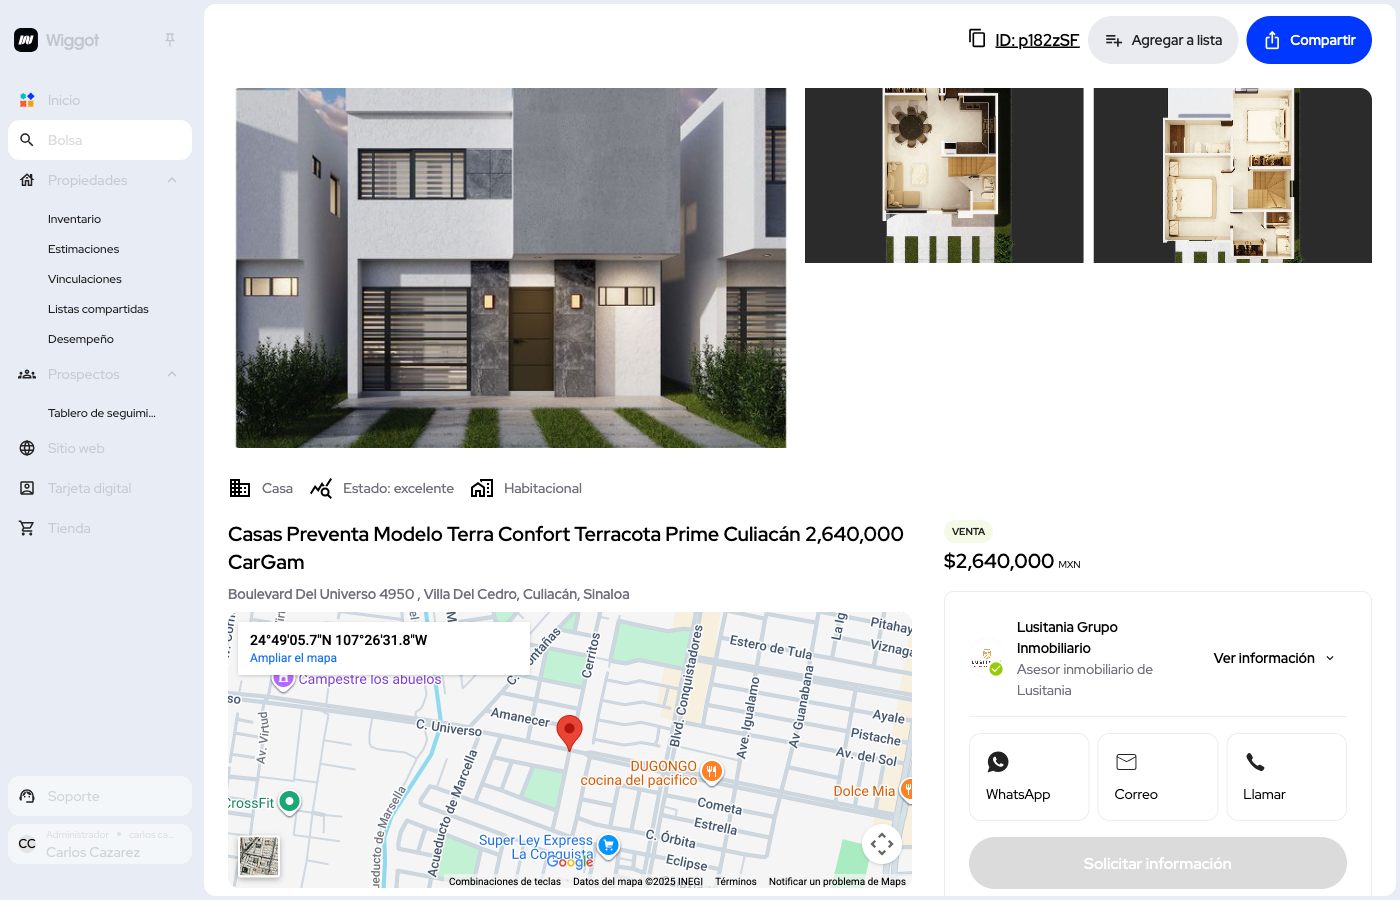 Wiggot
ID: p182zSF
Agregar a lista
Compartir
Inicio
Bolsa
Propiedades
Inventario
Estimaciones
Vinculaciones
Listas compartidas
Desempeño
Prospectos
Tablero de seguimi...
Sitio web
Tarjeta digital
Tienda
Soporte
Administrador • carlos ca...
CC
Carlos Cazarez
Casa
Estado: excelente
Habitacional
Casas Preventa Modelo Terra Confort Terracota Prime Culiacán 2,640,000
CarGam
Boulevard Del Universo 4950 , Villa Del Cedro, Culiacán, Sinaloa
24°49'05.7"N 107°26'31.8"W
Ampliar el mapa
Campestre los abuelos
Cerritos
Blvd. Conquistadores
Estero de Tula
La Ig
Pitahay
Viznaga
Av. Virtud
C. Universo
Amanecer
Ave. Igualamo
Av Guanabana
Ayale
Pistache
Av. del Sol
DUGONGO
cocina del pacifico
Dolce Mia
CrossFit
Acueducto de Marcella
ueducto de Marsella
Cometa
Estrella
C. Órbita
Eclipse
Super Ley Express
La Conquista
Google
Combinaciones de teclas
Datos del mapa ©2025 INEGI
Términos
Notificar un problema de Maps
VENTA
$2,640,000 MXN
Lusitania Grupo
Inmobiliario
Asesor inmobiliario de
Lusitania
Ver información
WhatsApp
Correo
Llamar
Solicitar información